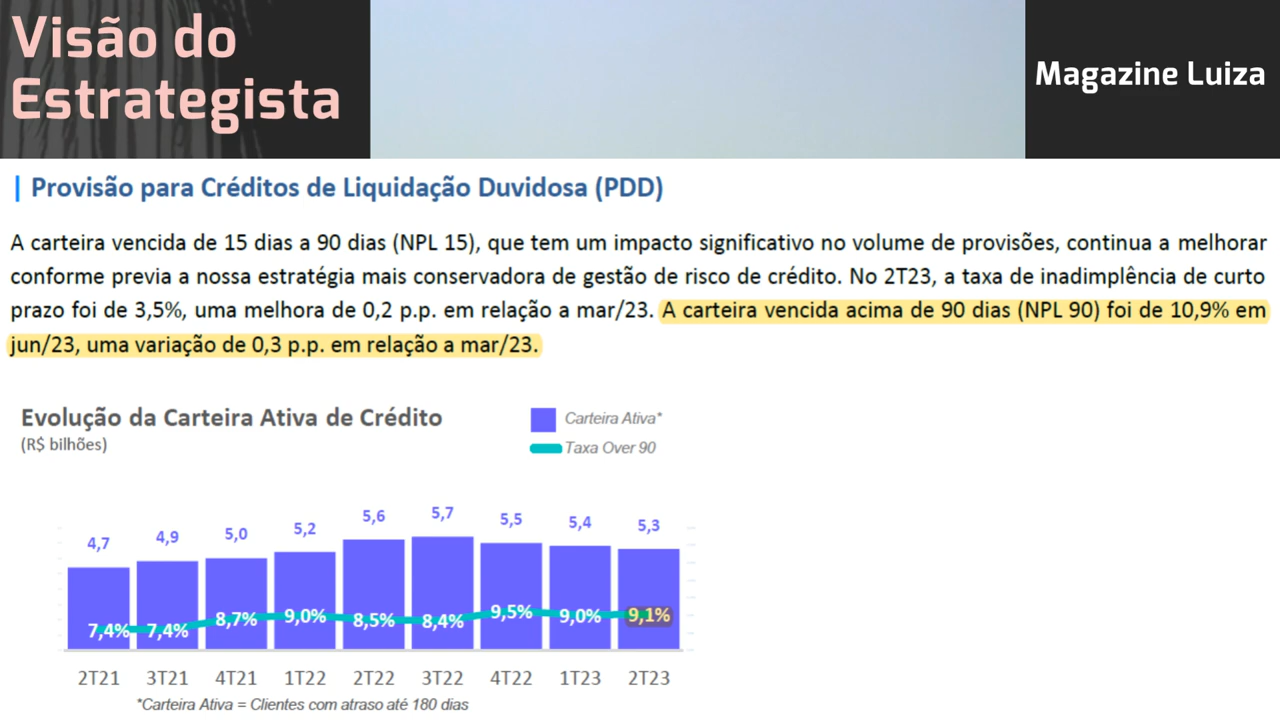 Visão do
Estrategista
Magazine Luiza
| Provisão para Créditos de Liquidação Duvidosa (PDD)
A carteira vencida de 15 dias a 90 dias (NPL 15), que tem um impacto significativo no volume de provisões, continua a melhorar
conforme previa a nossa estratégia mais conservadora de gestão de risco de crédito. No 2T23, a taxa de inadimplência de curto
prazo foi de 3,5%, uma melhora de 0,2 p.p. em relação a mar/23. A carteira vencida acima de 90 dias (NPL 90) foi de 10,9% em
jun/23, uma variação de 0,3 p.p. em relação a mar/23.
Evolução da Carteira Ativa de Crédito
(R$ bilhões)
Carteira Ativa*
Taxa Over 90
4,7 4,9 5,0 5,2 5,6 5,7 5,5 5,4 5,3
7,4% 7,4% 8,7% 9,0% 8,5% 8,4% 9,5% 9,0% 9,1%
2T21 3T21 4T21 1T22 2T22 3T22 4T22 1T23 2T23
*Carteira Ativa = Clientes com atraso até 180 dias